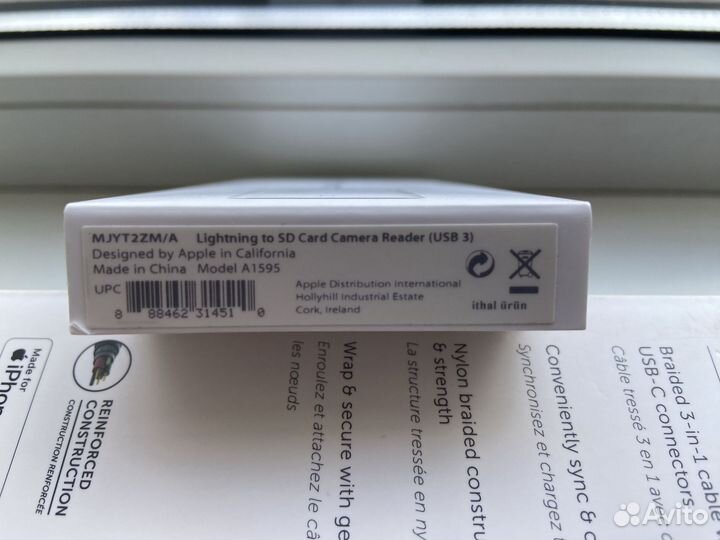 MJYT2ZM/A Lightning to SD Card Camera Reader (USB 3)
Designed by Apple in California
Made in China Model A1595
UPC
8 88462 31451 0
Apple Distribution International
Hollyhill Industrial Estate
Cork, Ireland
ithal ürün
Made for
iPhon
REINFORCED
CONSTRUCTION
CONSTRUCTION RENFORCÉE
Wrap & secure with ge
Enroulez et attachez le câ
les nœuds
Nylon braided constru
& strength
La structure tressée en ny
Conveniently sync & c
Synchronisez et chargez t
Braided 3-in-1 cable
USB-C connectors
Câble tressé 3 en 1 avec
Avito